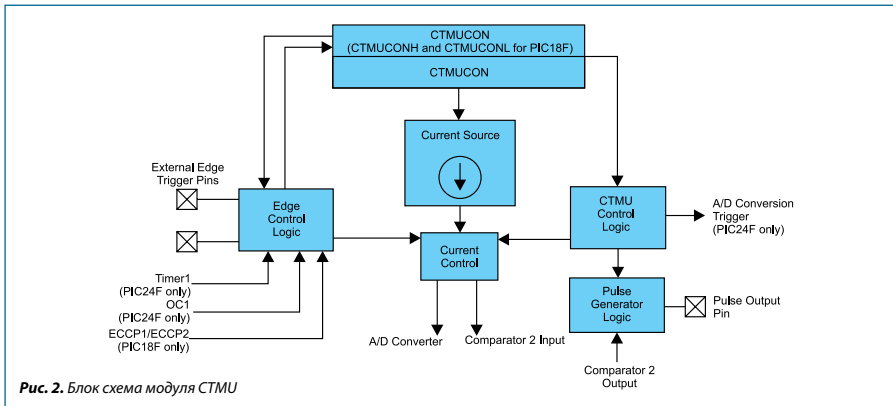 CTMUCON
(CTMUCONH and CTMUCONL for PIC18F)
CTMUCON
Current Source
External Edge
Trigger Pins
Edge
Control
Logic
CTMU
Control
Logic
A/D Conversion
Trigger
(PIC24F only)
Current
Control
Timer1
(PIC24F only)
OC1
(PIC24F only)
ECCP1/ECCP2
(PIC18F only)
Pulse
Generator
Logic
Pulse Output
Pin
A/D Converter
Comparator 2 Input
Comparator 2
Output
Рис. 2. Блок схема модуля CTMU